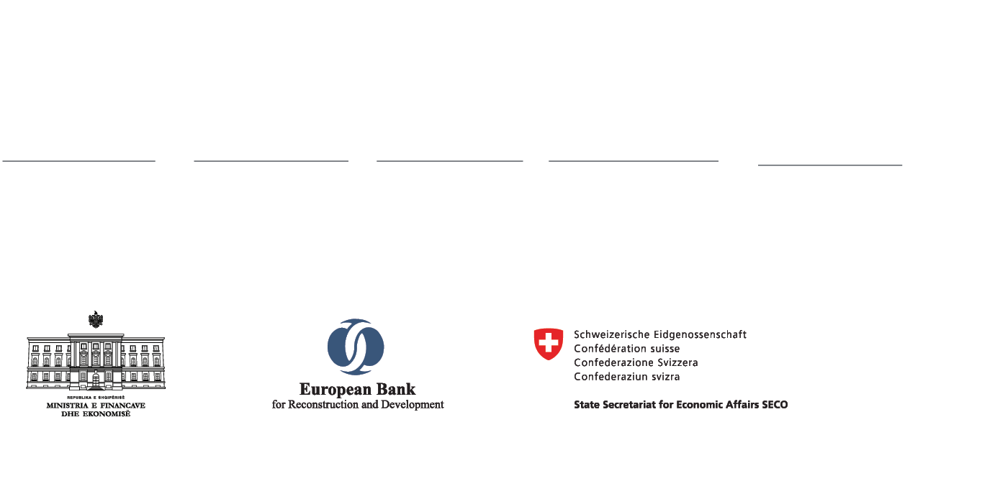 REPUBLIKA E SHQIPËRISË
MINISTRIA E FINANCAVE
DHE EKONOMISË
European Bank
for Reconstruction and Development
Schweizerische Eidgenossenschaft
Confédération suisse
Confederazione Svizzera
Confederaziun svizra
State Secretariat for Economic Affairs SECO